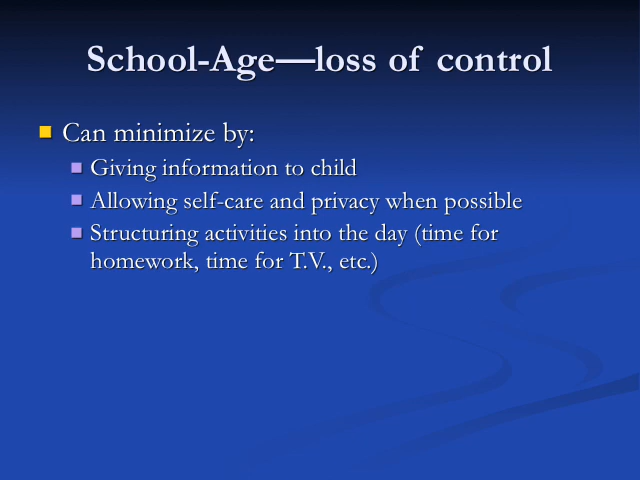 School-Age—loss of control
Can minimize by:
Giving information to child
Allowing self-care and privacy when possible
Structuring activities into the day (time for
homework, time for T.V., etc.)